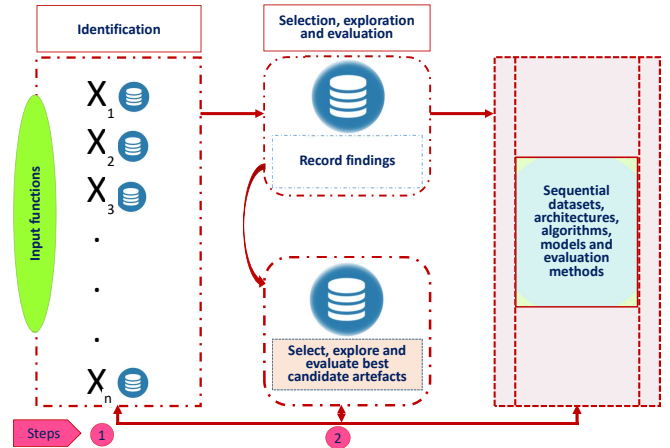 Identification
Selection, exploration
and evaluation
Input functions
X1
X2
X3
.
.
.
Xn
Record findings
Select, explore and
evaluate best
candidate artefacts
Sequential
datasets,
architectures,
algorithms,
models and
evaluation
methods
Steps
1
2